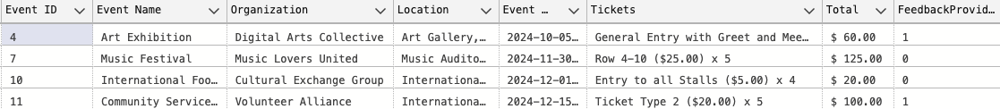 Event ID Event Name Organization Location Event … Tickets Total FeedbackProvid…
4 Art Exhibition Digital Arts Collective Art Gallery,… 2024-10-05… General Entry with Greet and Mee… $ 60.00 1
7 Music Festival Music Lovers United Music Audito… 2024-11-30… Row 4-10 ($25.00) x 5 $ 125.00 0
10 International Foo… Cultural Exchange Group Internationa… 2024-12-01… Entry to all Stalls ($5.00) x 4 $ 20.00 0
11 Community Service… Volunteer Alliance Internationa… 2024-12-15… Ticket Type 2 ($20.00) x 5 $ 100.00 1